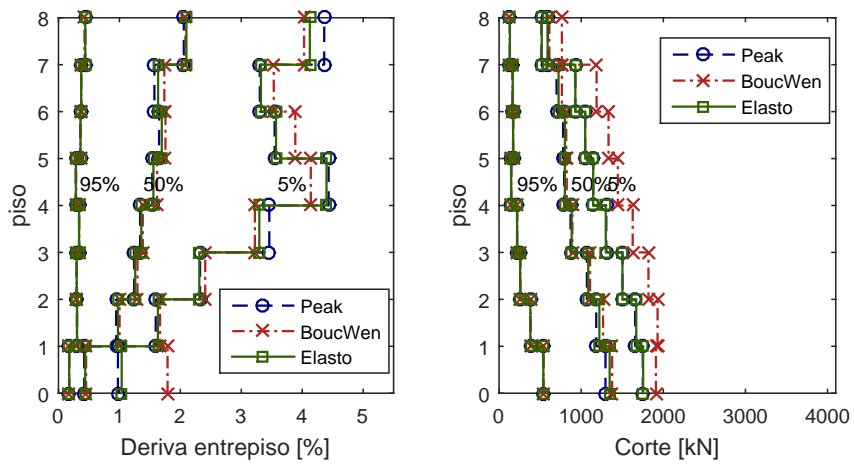 8
7
6
5
4
3
2
1
0
piso
95%
50%
5%
Peak
BoucWen
Elasto
0 1 2 3 4 5
Deriva entrepiso [%]
8
7
6
5
4
3
2
1
0
piso
Peak
BoucWen
Elasto
95%
50%
5%
0 1000 2000 3000 4000
Corte [kN]